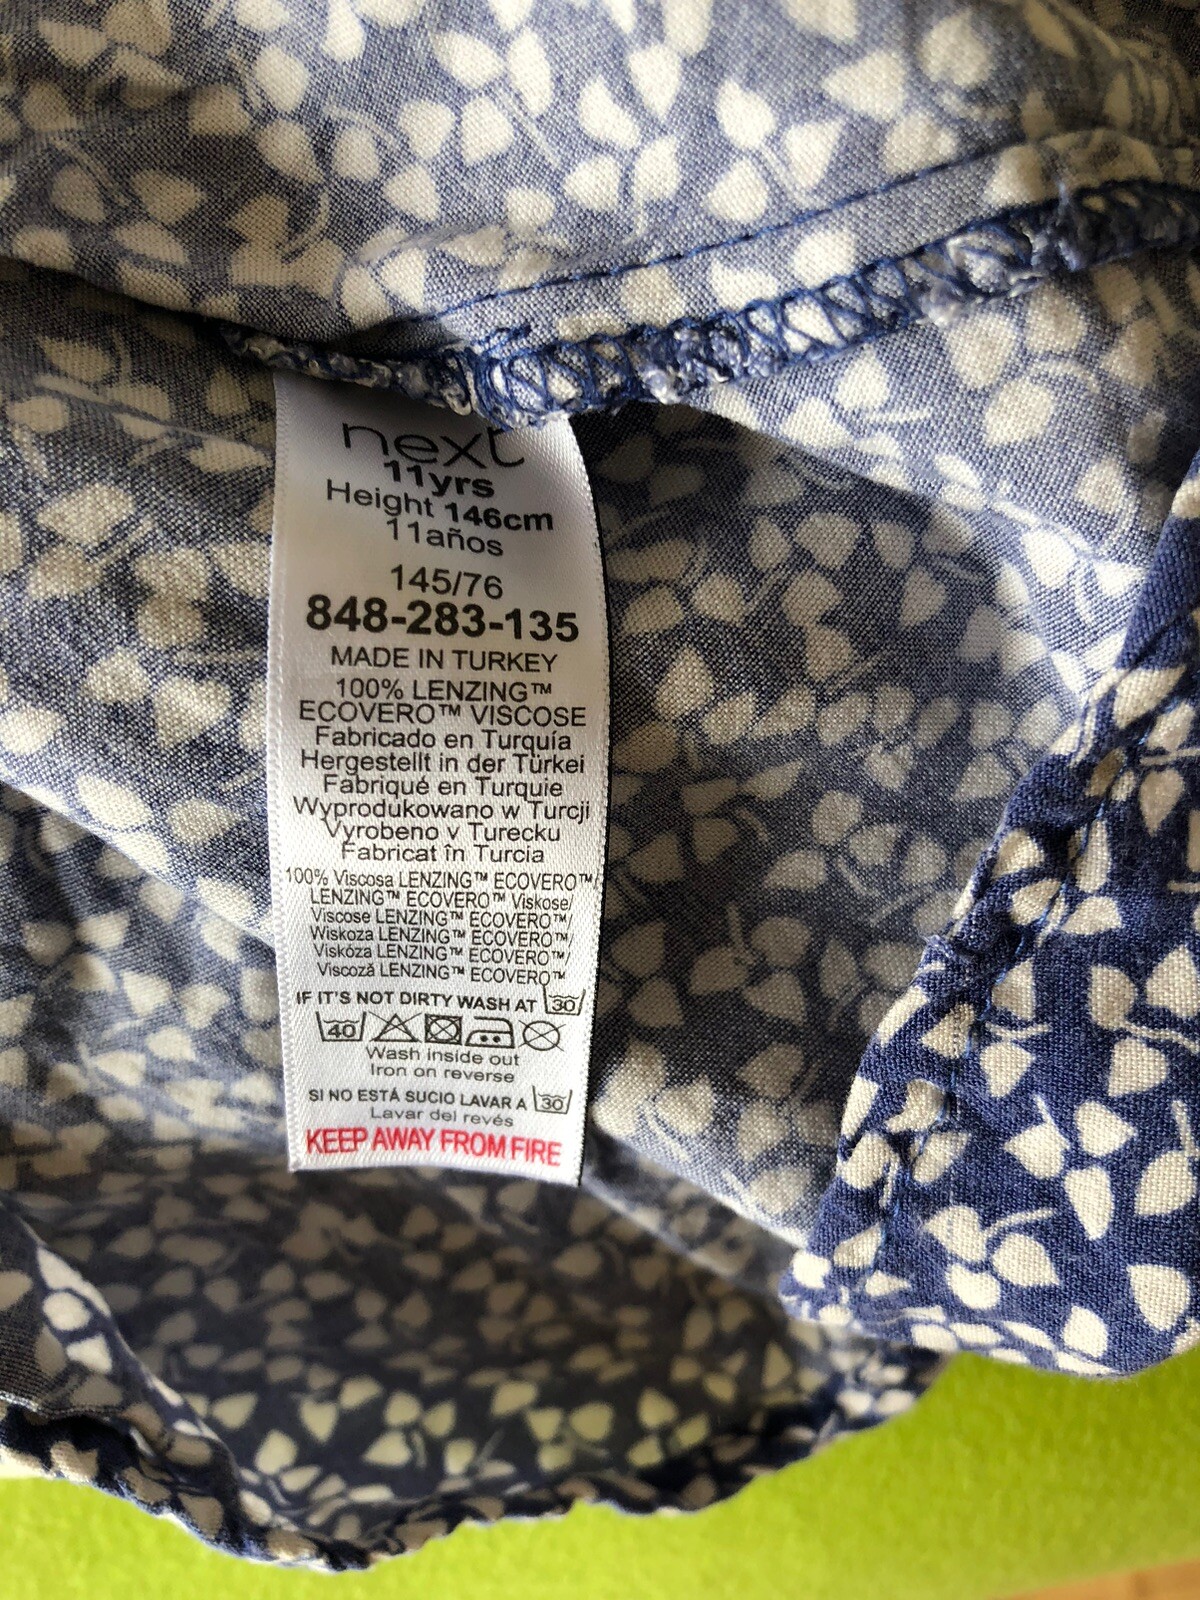 next
11yrs
Height 146cm
11años
145/76
848-283-135
MADE IN TURKEY
100% LENZING™
ECOVERO™ VISCOSE
Fabricado en Turquía
Hergestellt in der Türkei
Fabriqué en Turquie
Wyprodukowano w Turcji
Vyrobeno v Turecku
Fabricat în Turcia
100% Viscosa LENZING™ ECOVERO™/
LENZING™ ECOVERO™ Viskose/
Viscose LENZING™ ECOVERO™/
Wiskoza LENZING™ ECOVERO™/
Viskóza LENZING™ ECOVERO™/
Viscoză LENZING™ ECOVERO™
IF IT'S NOT DIRTY WASH AT 30
40
Wash inside out
Iron on reverse
SI NO ESTÁ SUCIO LAVAR A 30
Lavar del revés
KEEP AWAY FROM FIRE